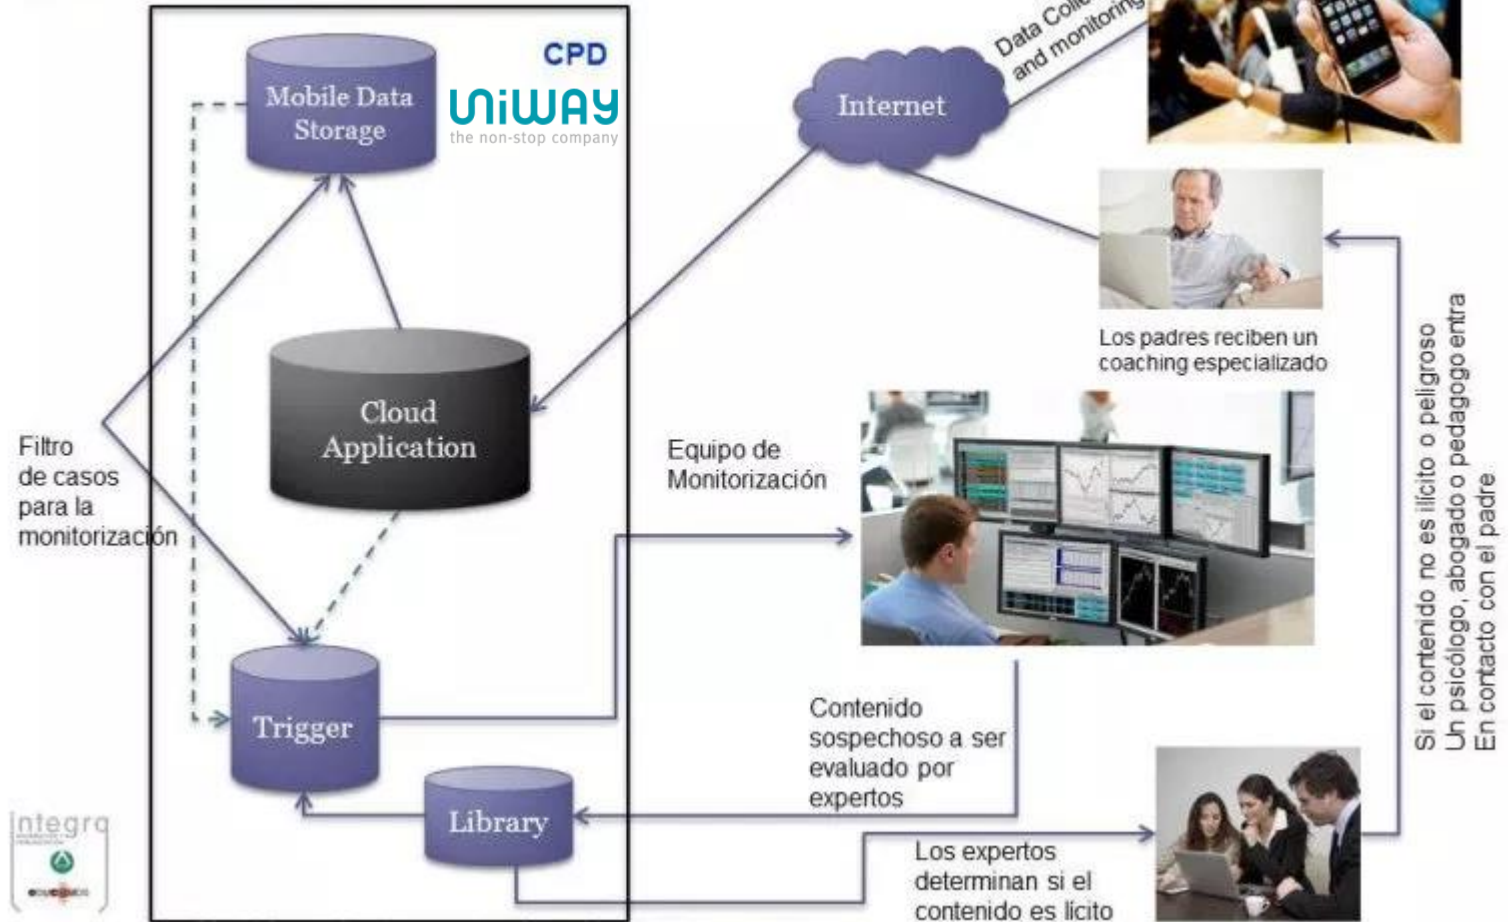 CPD
uniway
the non-stop company
Mobile Data
Storage
Internet
Data Colle
and monitoring
Los padres reciben un
coaching especializado
Cloud
Application
Filtro
de casos
para la
monitorización
Equipo de
Monitorización
Si el contenido no es ilícito o peligroso
Un psicólogo, abogado o pedagogo entra
En contacto con el padre
Trigger
Contenido
sospechoso a ser
evaluado por
expertos
Library
Los expertos
determinan si el
contenido es lícito
ntegra